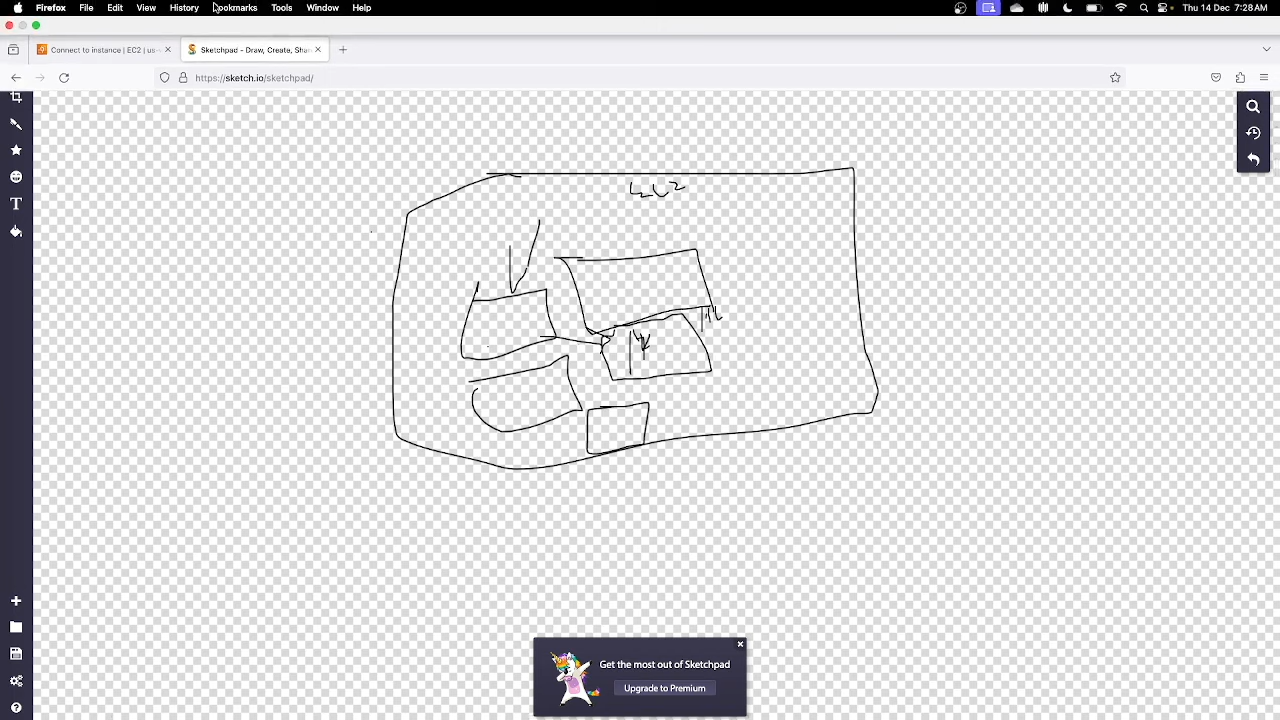 Firefox File Edit View History Bookmarks Tools Window Help Thu 14 Dec 7:28 AM
Connect to instance | EC2 | us- Sketchpad - Draw, Create, Shar
https://sketch.io/sketchpad/
Get the most out of Sketchpad
Upgrade to Premium